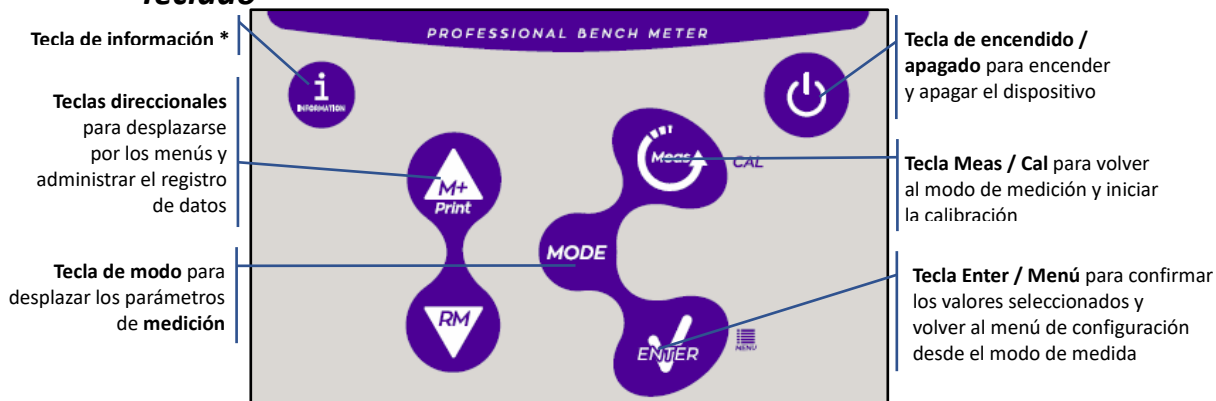 Teclado
PROFESSIONAL BENCH METER
Tecla de información *
i
INFORMATION
Teclas direccionales
para desplazarse
por los menús y
administrar el registro
de datos
M+
Print
Tecla de modo para
desplazar los parámetros
de medición
RM
MODE
Meas
CAL
ENTER
MENU
Tecla de encendido /
apagado para encender
y apagar el dispositivo
Tecla Meas / Cal para volver
al modo de medición y iniciar
la calibración
Tecla Enter / Menú para confirmar
los valores seleccionados y
volver al menú de configuración
desde el modo de medida